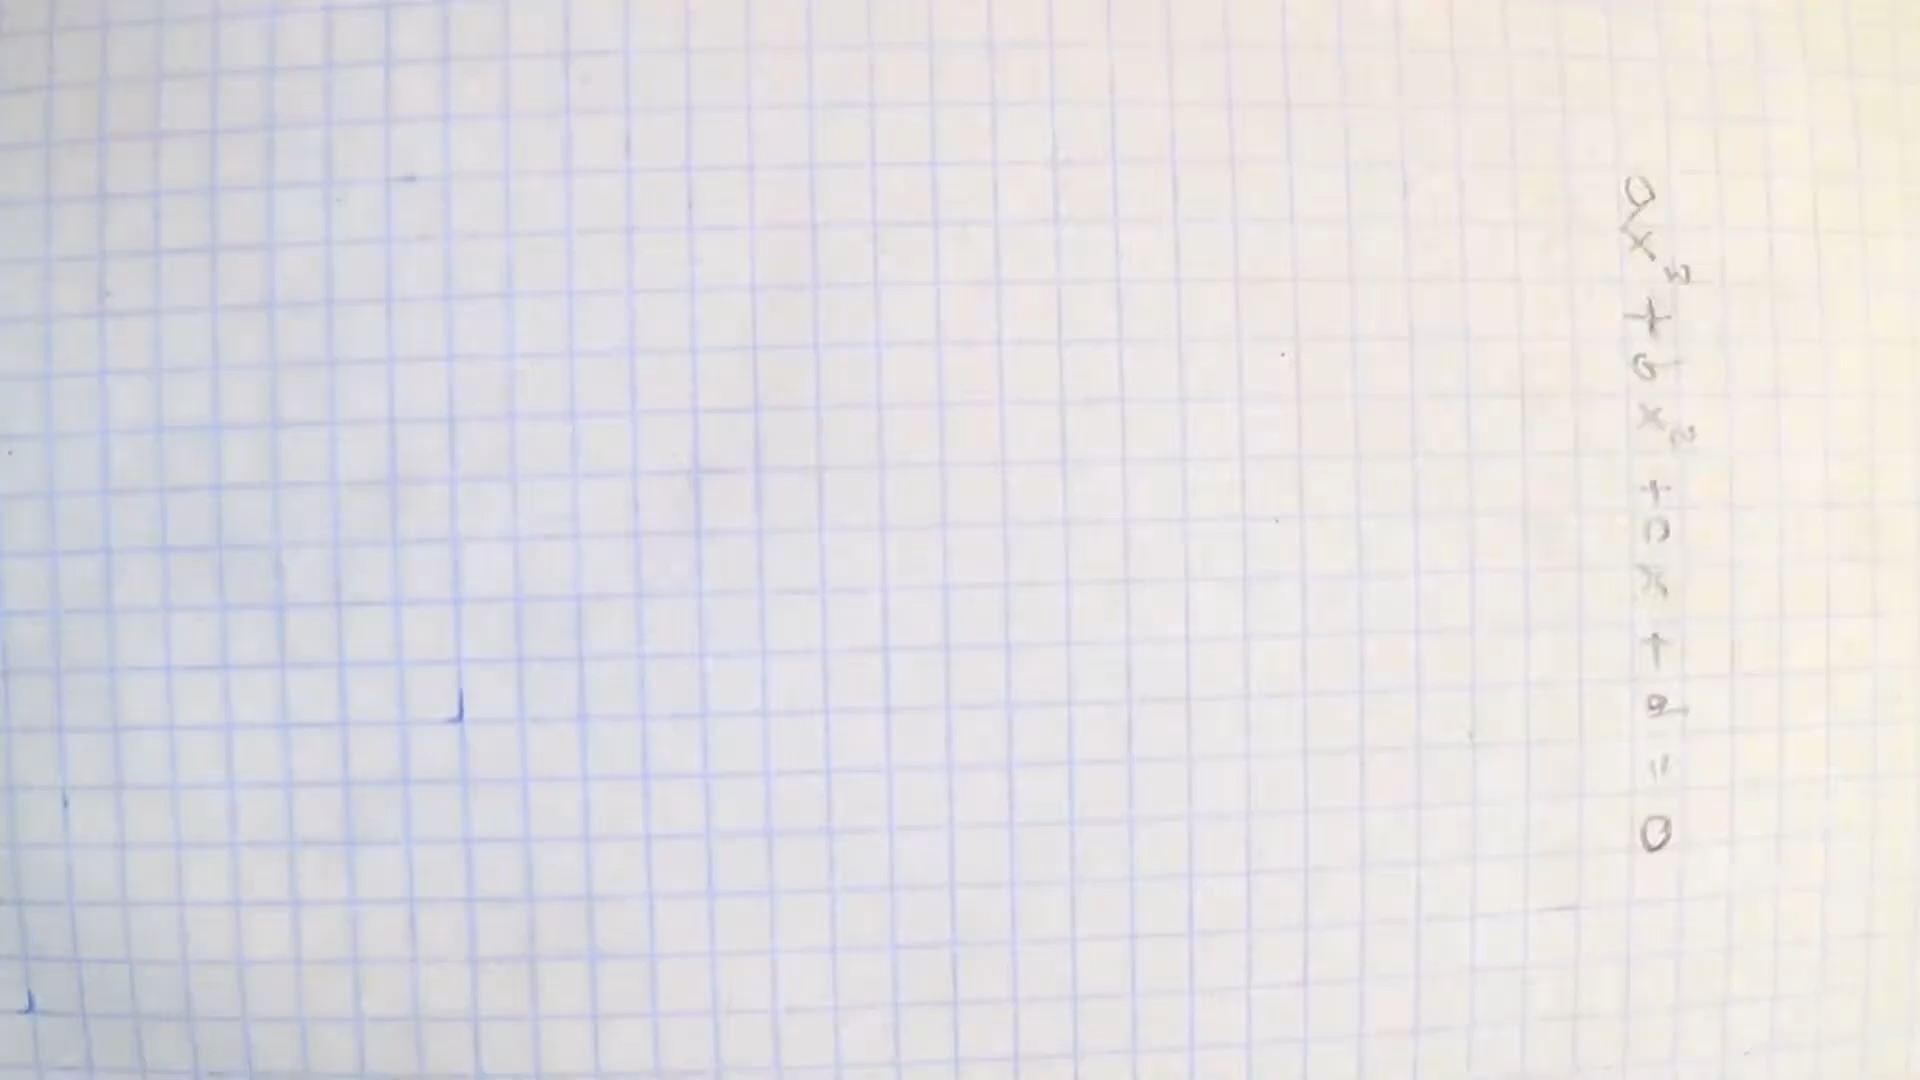 ax³ + bx² + cx + d = 0